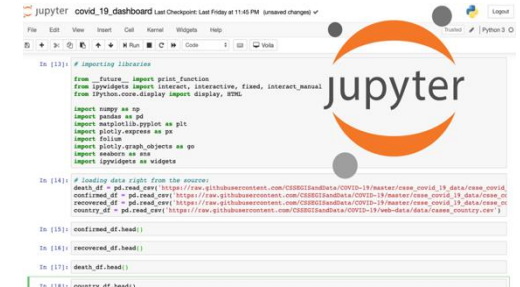 jupyter covid_19_dashboard Last Checkpoint: Last Friday at 11:45 PM (unsaved changes)
Logout
File Edit View Insert Cell Kernel Widgets Help
Trusted Python 3
Run Code Voila
jupyter
In [13]: # importing libraries
from __future__ import print_function
from ipywidgets import interact, interactive, fixed, interact_manual
from IPython.core.display import display, HTML
import numpy as np
import pandas as pd
import matplotlib.pyplot as plt
import plotly.express as px
import folium
import plotly.graph_objects as go
import seaborn as sns
import ipywidgets as widgets
In [14]: # loading data right from the source:
death_df = pd.read_csv('https://raw.githubusercontent.com/CSSEGISandData/COVID-19/master/csse_covid_19_data/csse_covid_
confirmed_df = pd.read_csv('https://raw.githubusercontent.com/CSSEGISandData/COVID-19/master/csse_covid_19_data/csse_
recovered_df = pd.read_csv('https://raw.githubusercontent.com/CSSEGISandData/COVID-19/master/csse_covid_19_data/csse_
country_df = pd.read_csv('https://raw.githubusercontent.com/CSSEGISandData/COVID-19/web-data/data/cases_country.csv')
In [15]: confirmed_df.head()
In [16]: recovered_df.head()
In [17]: death_df.head()
In [18]: country_df.head()